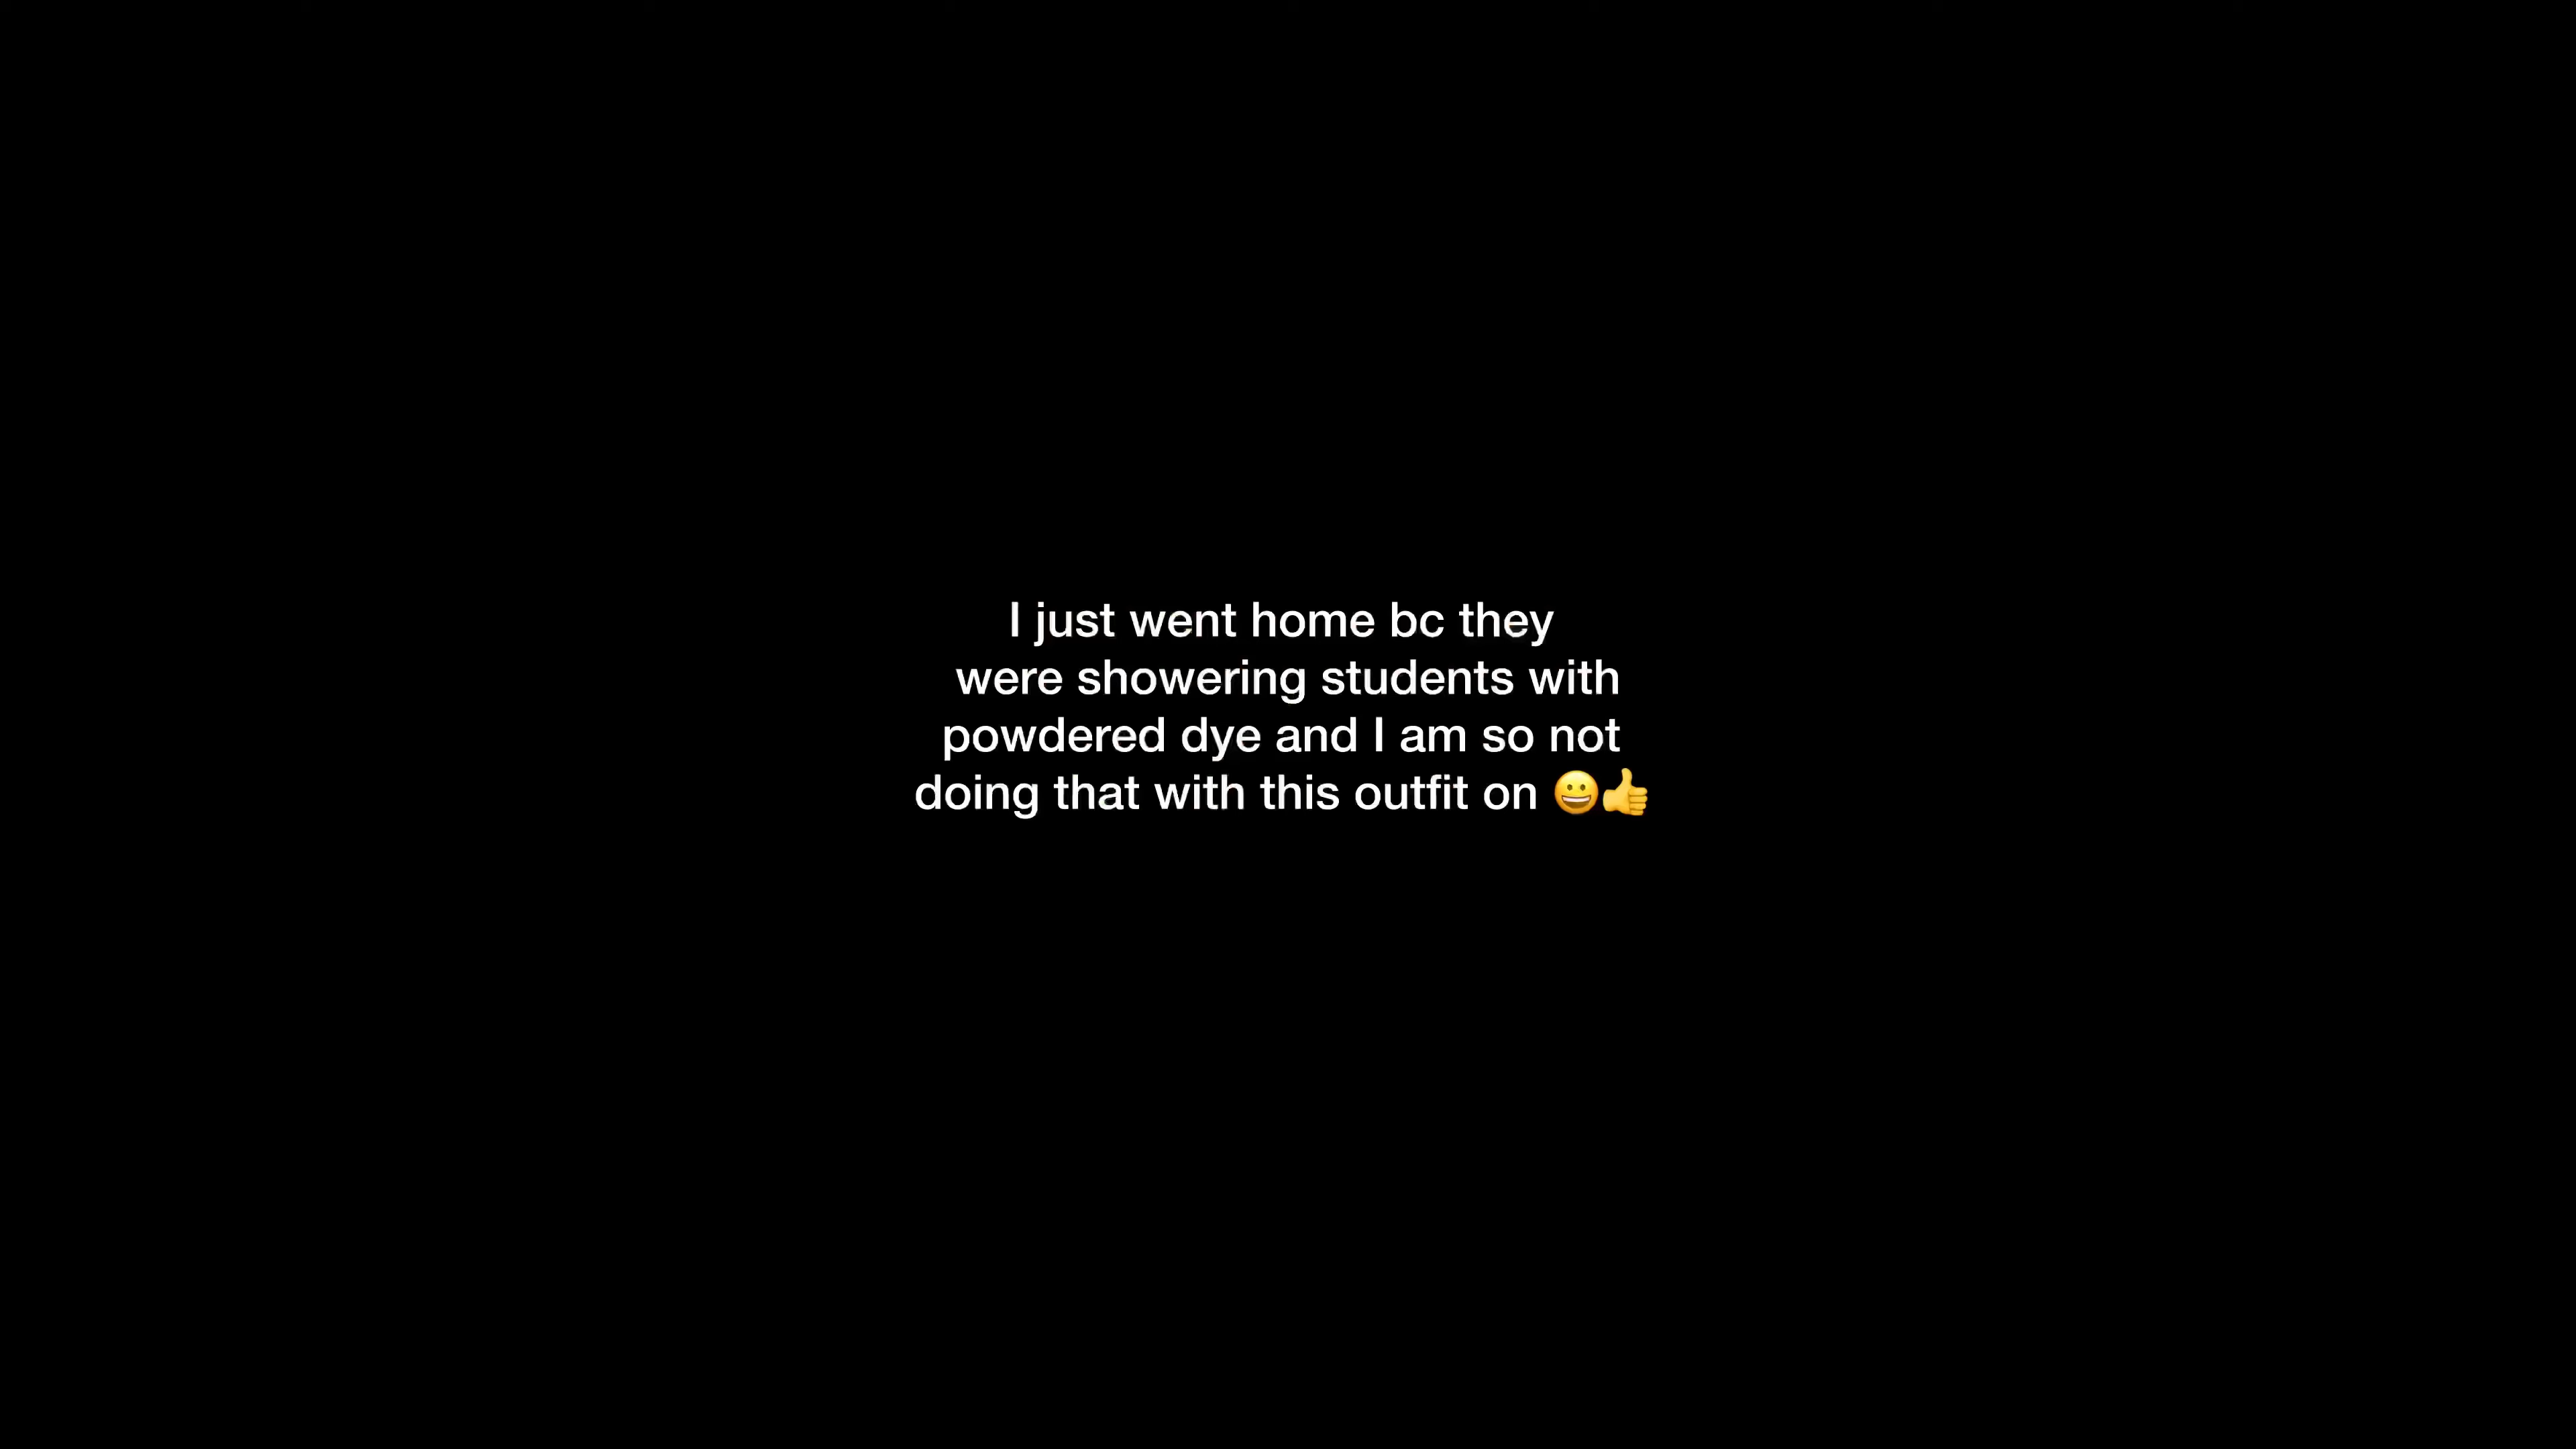 I just went home bc they
were showering students with
powdered dye and I am so not
doing that with this outfit on 😀👍